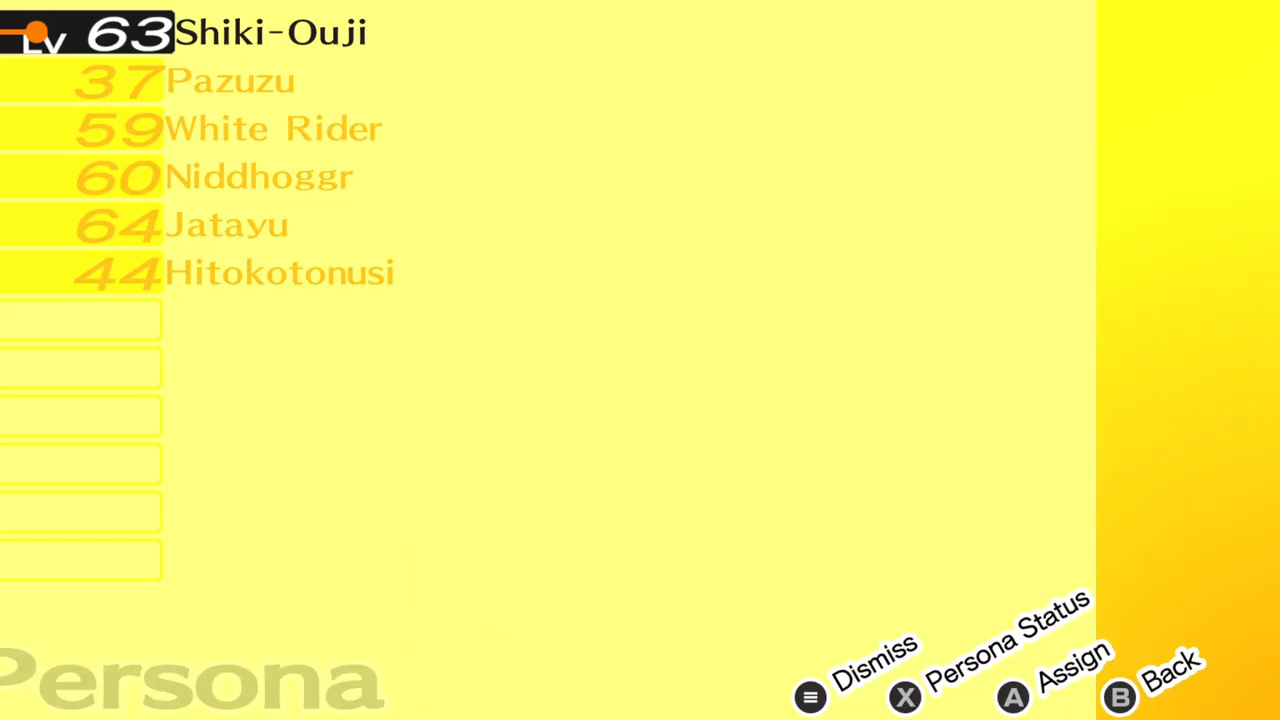 Lv 63 Shiki-Ouji
37 Pazuzu
59 White Rider
60 Niddhoggr
64 Jatayu
44 Hitokotonusi
Persona
Dismiss
X Persona Status
A Assign
B Back